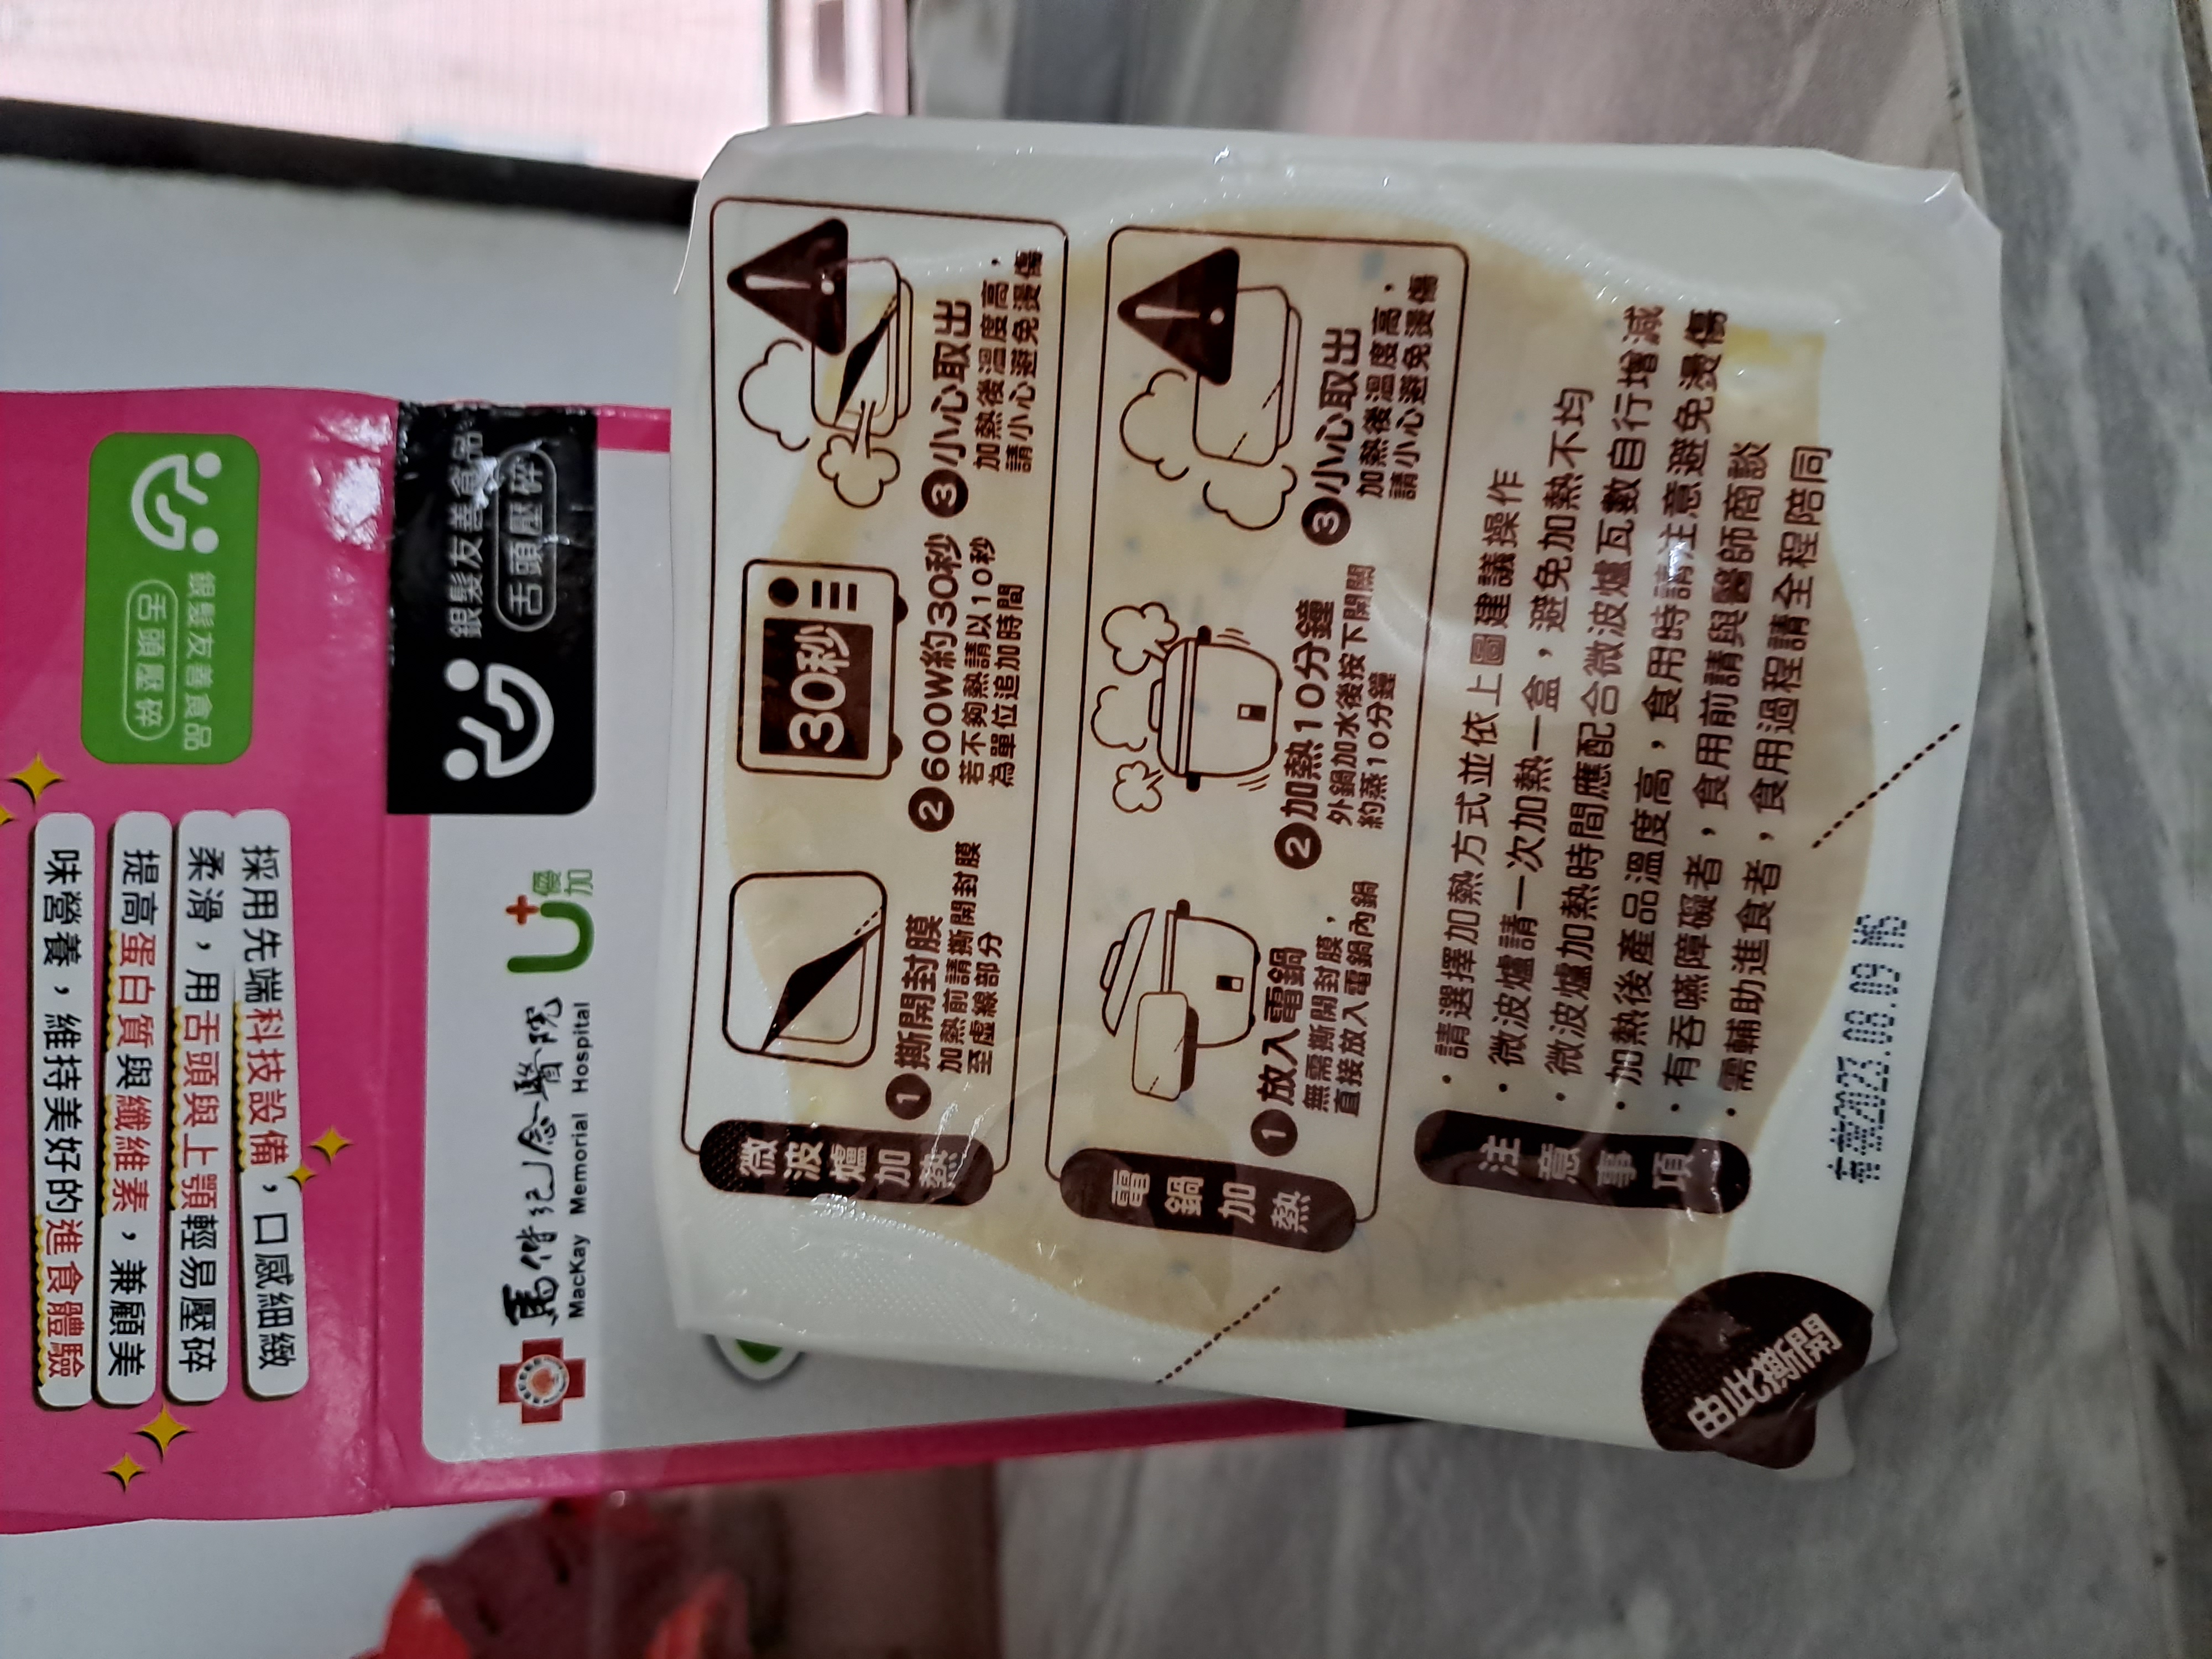 採用先端科技設備，口感細緻
柔滑，用舌頭與上顎輕易壓碎
提高蛋白質與纖維素，兼顧美
味營養，維持美好的進食體驗
銀髮友善食品
舌頭壓碎
馬偕紀念醫院
MacKay Memorial Hospital
U+
優加
銀髮友善食品
舌頭壓碎
微波爐加熱
30秒
1 撕開封膜
加熱前請撕開封膜
至虛線部分
2 600W約30秒
若不夠熱請以10秒
為單位追加時間
3 小心取出
加熱後溫度高，
請小心避免燙傷
電鍋加熱
1 放入電鍋
無需撕開封膜，
直接放入電鍋內鍋
2 加熱10分鐘
外鍋加水後按下開關
約蒸10分鐘
3 小心取出
加熱後溫度高，
請小心避免燙傷
注意事項
・請選擇加熱方式並依上圖建議操作
・微波爐請一次加熱一盒，避免加熱不均
・微波爐加熱時間應配合微波爐瓦數自行增減
・加熱後產品溫度高，食用時請注意避免燙傷
・有吞嚥障礙者，食用前請與醫師商談
・需輔助進食者，食用過程請全程陪同
有效2023.08.09 M6
由此撕開